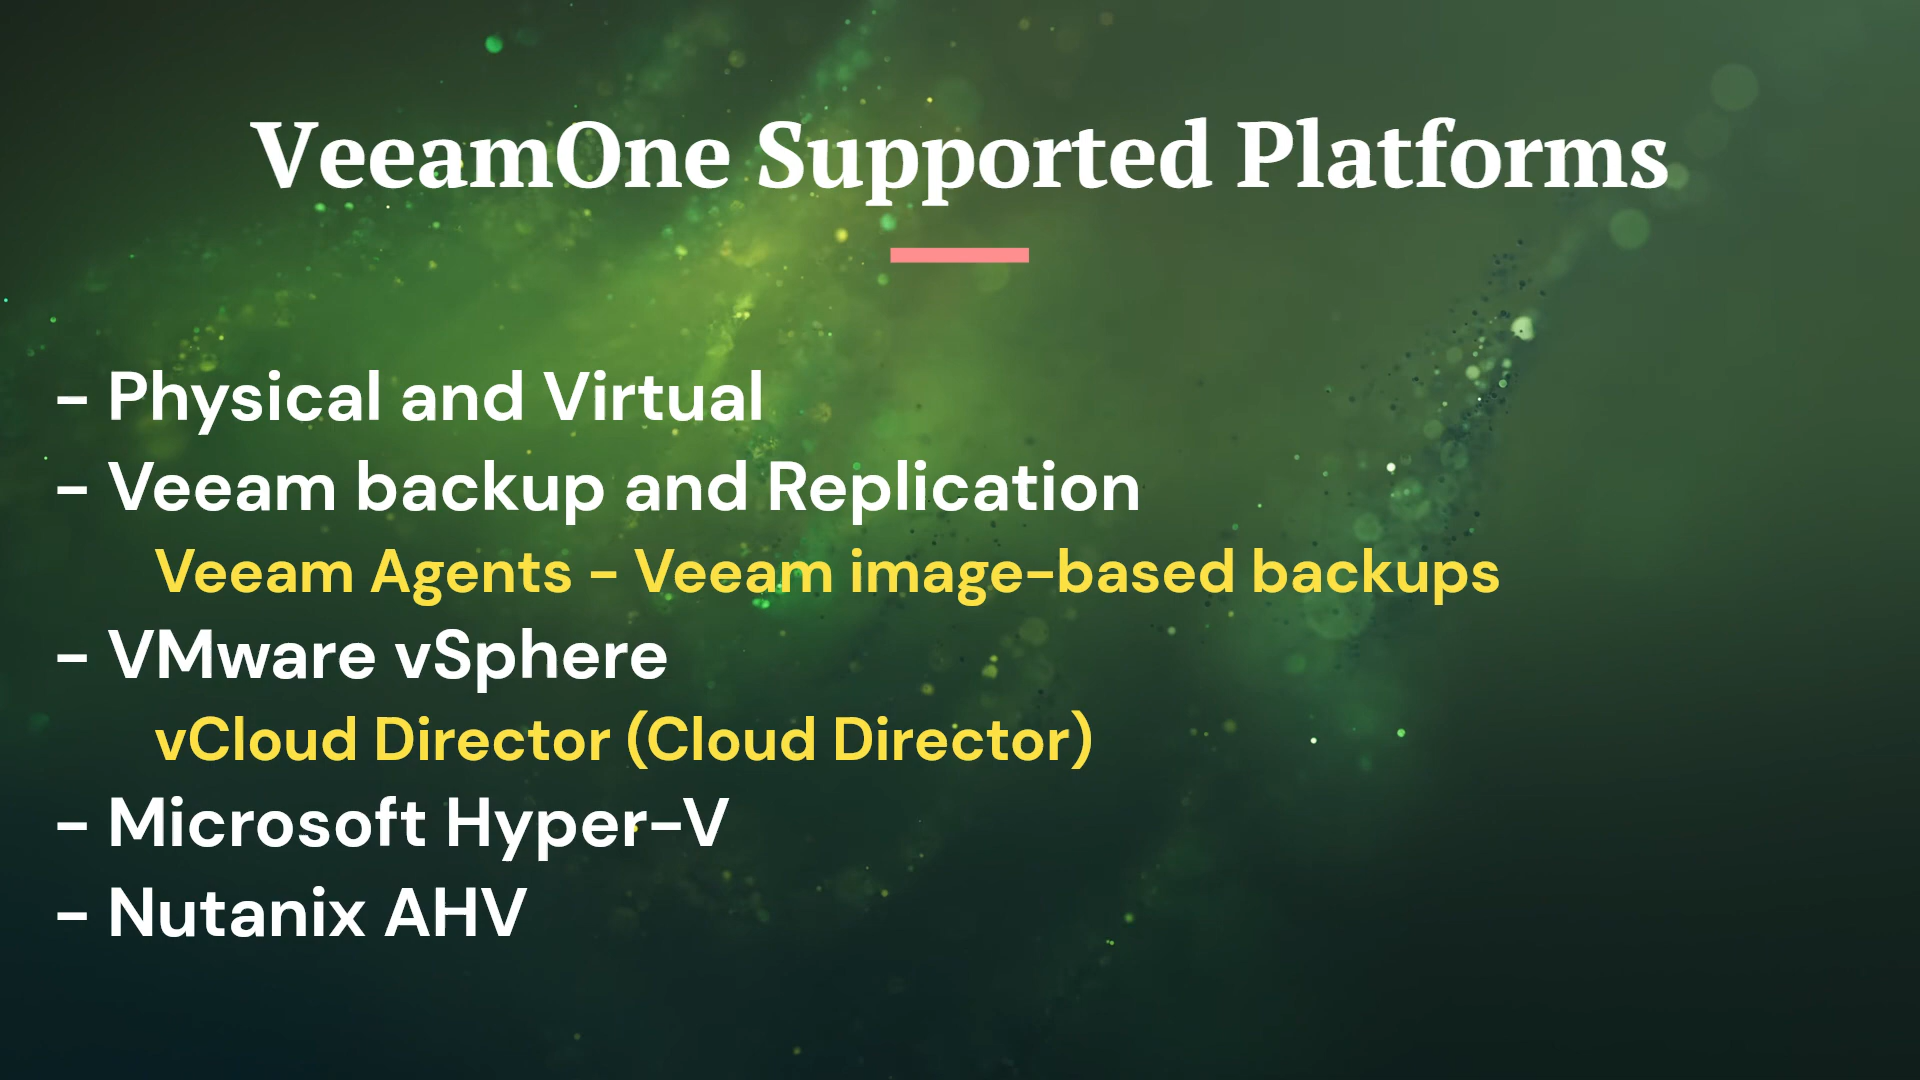 VeeamOne Supported Platforms
- Physical and Virtual
- Veeam backup and Replication
Veeam Agents - Veeam image-based backups
- VMware vSphere
vCloud Director (Cloud Director)
- Microsoft Hyper-V
- Nutanix AHV